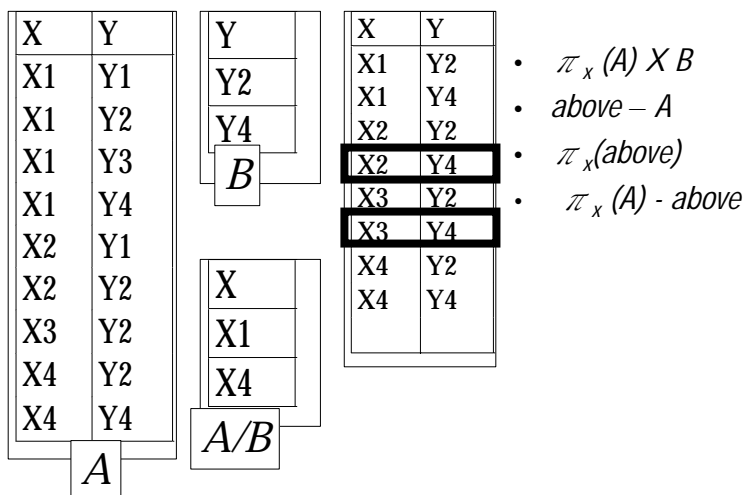 X Y
X1 Y1
X1 Y2
X1 Y3
X1 Y4
X2 Y1
X2 Y2
X3 Y2
X4 Y2
X4 Y4
A
Y
Y2
Y4
B
X
X1
X4
A/B
X Y
X1 Y2
X1 Y4
X2 Y2
X2 Y4
X3 Y2
X3 Y4
X4 Y2
X4 Y4
• π x (A) X B
• above – A
• π x(above)
• π x (A) - above